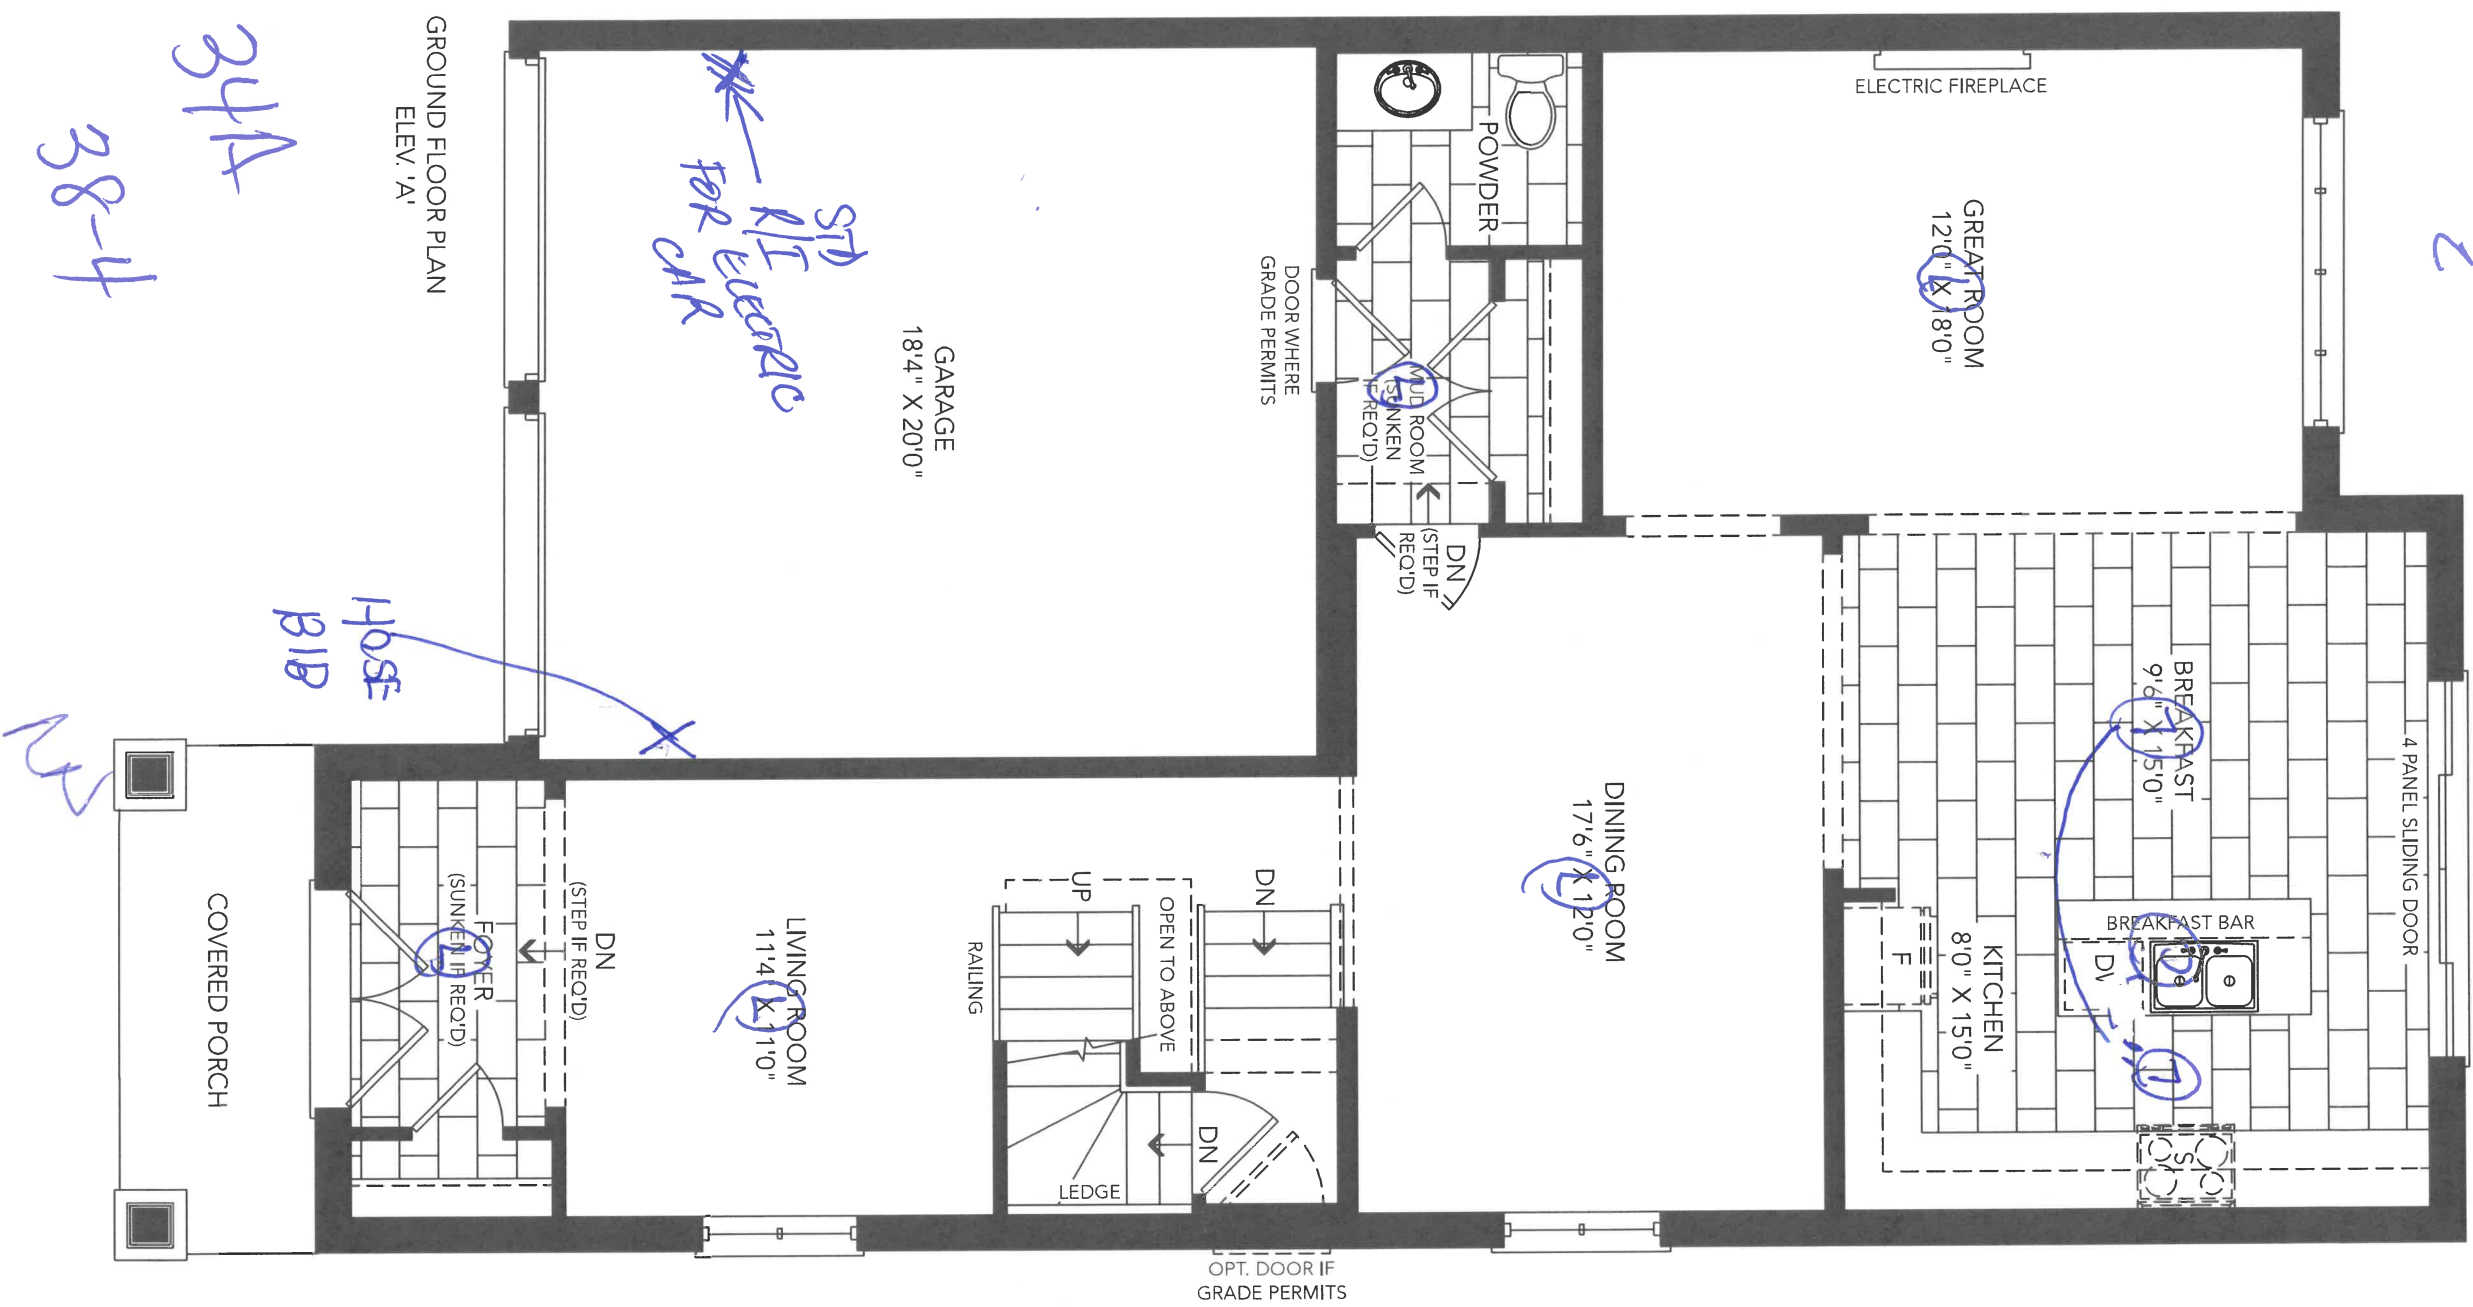 GROUND FLOOR PLAN
ELEV. 'A'
34A
38-4
ELECTRIC FIREPLACE
GREAT ROOM
12'0" X 18'0"
L
POWDER
DOOR WHERE
GRADE PERMITS
MUD ROOM
(SUNKEN
IF REQ'D)
L
DN
(STEP IF
REQ'D)
GARAGE
18'4" X 20'0"
STD
R/I
FOR ELECTRIC
CAR
HOSE
BIB
BREAKFAST
9'6" X 15'0"
L
4 PANEL SLIDING DOOR
BREAKFAST BAR
KITCHEN
8'0" X 15'0"
F
S
L
DINING ROOM
17'6" X 12'0"
L
DN
UP
OPEN TO ABOVE
RAILING
DN
LEDGE
LIVING ROOM
11'4" X 11'0"
L
DN
(STEP IF REQ'D)
FOYER
(SUNKEN IF REQ'D)
L
COVERED PORCH
OPT. DOOR IF
GRADE PERMITS